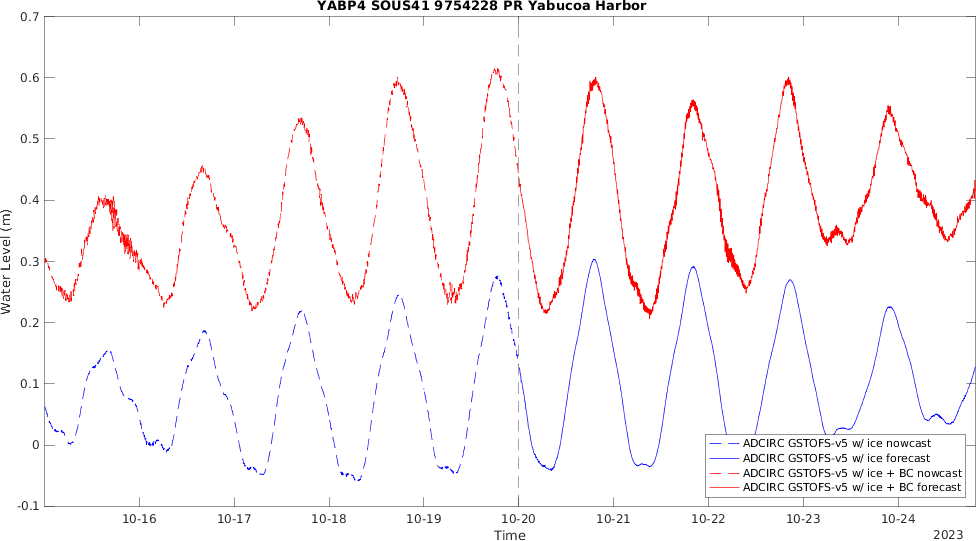 YABP4 SOUS41 9754228 PR Yabucoa Harbor
0.7
0.6
0.5
0.4
0.3
0.2
0.1
0
-0.1
Water Level (m)
10-16
10-17
10-18
10-19
10-20
10-21
10-22
10-23
10-24
Time
2023
ADCIRC GSTOFS-v5 w/ ice nowcast
ADCIRC GSTOFS-v5 w/ ice forecast
ADCIRC GSTOFS-v5 w/ ice + BC nowcast
ADCIRC GSTOFS-v5 w/ ice + BC forecast